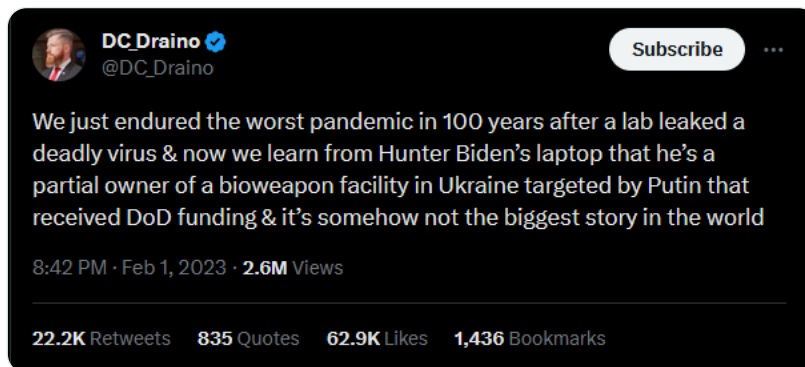 DC_Draino
@DC_Draino
Subscribe
We just endured the worst pandemic in 100 years after a lab leaked a
deadly virus & now we learn from Hunter Biden’s laptop that he’s a
partial owner of a bioweapon facility in Ukraine targeted by Putin that
received DoD funding & it’s somehow not the biggest story in the world
8:42 PM · Feb 1, 2023 · 2.6M Views
22.2K Retweets 835 Quotes 62.9K Likes 1,436 Bookmarks